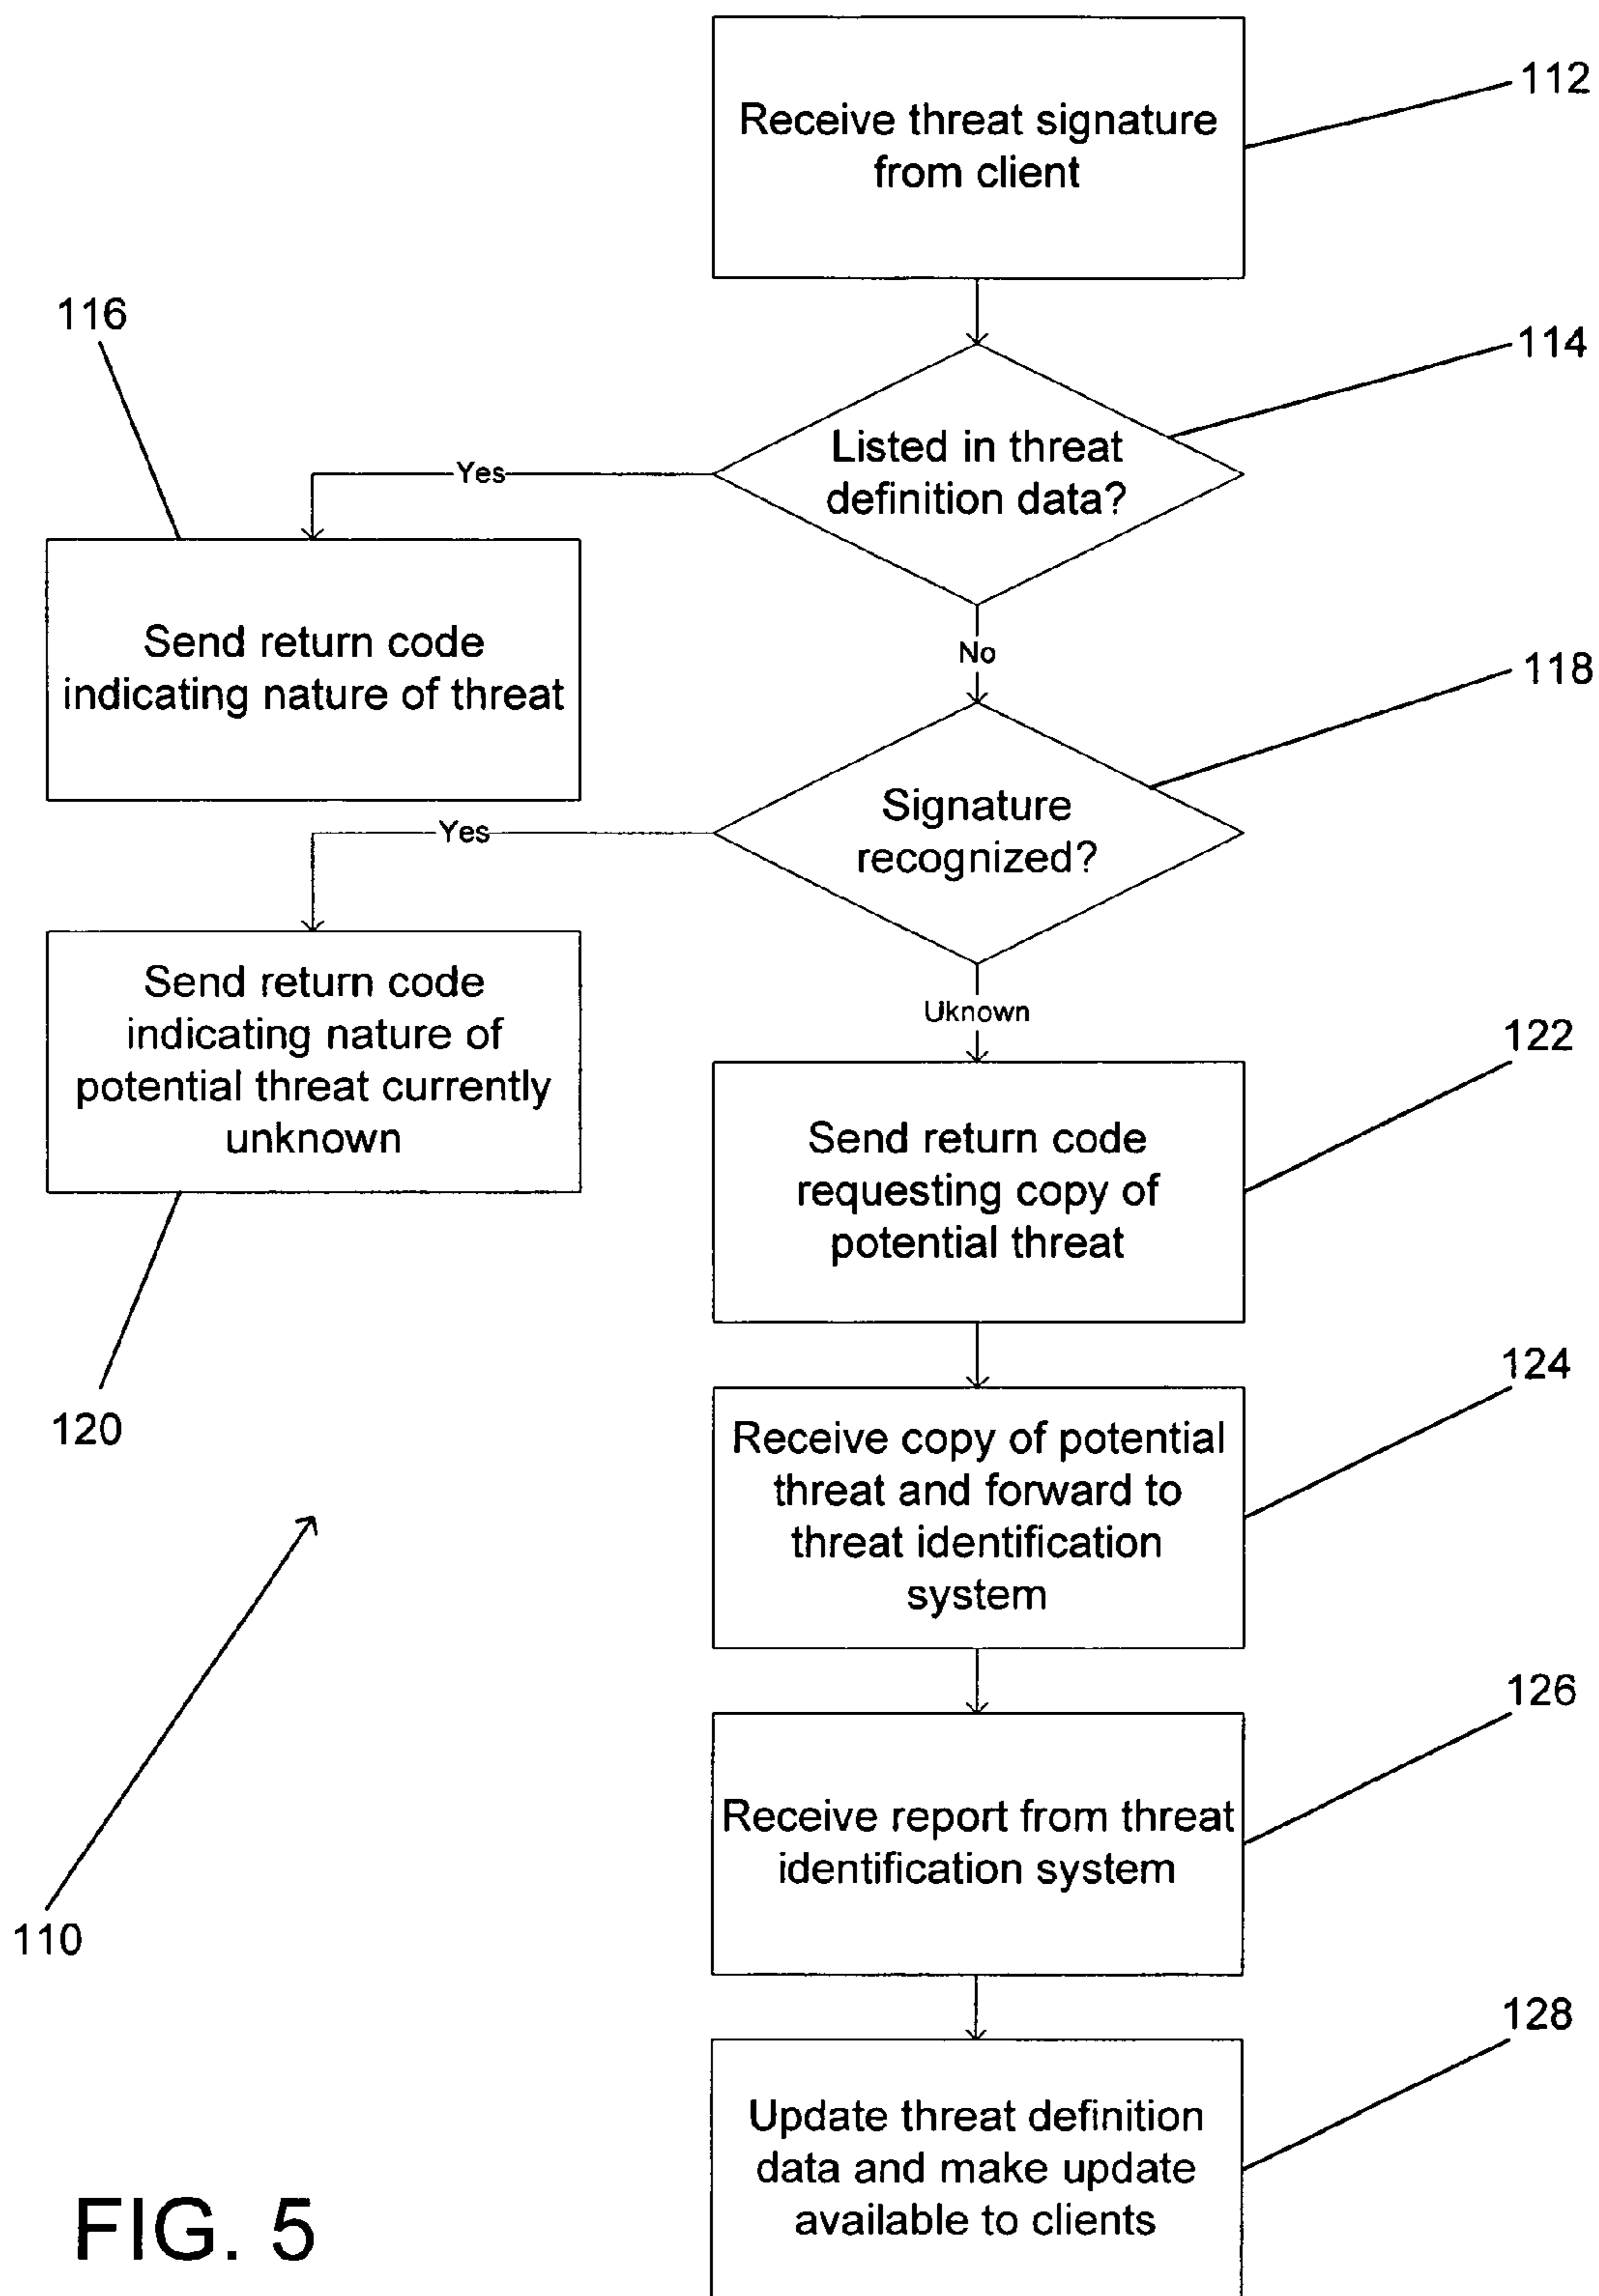 112
Receive threat signature
from client
116
114
Listed in threat
definition data?
Yes
Send return code
indicating nature of threat
No
118
Signature
recognized?
Yes
Send return code
indicating nature of
potential threat currently
unknown
Uknown
122
Send return code
requesting copy of
potential threat
120
124
Receive copy of potential
threat and forward to
threat identification
system
126
Receive report from threat
identification system
110
128
Update threat definition
data and make update
available to clients
FIG. 5